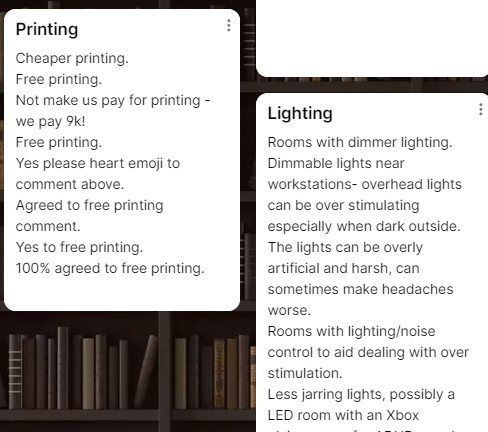 Printing
Cheaper printing.
Free printing.
Not make us pay for printing -
we pay 9k!
Free printing.
Yes please heart emoji to
comment above.
Agreed to free printing
comment.
Yes to free printing.
100% agreed to free printing.
Lighting
Rooms with dimmer lighting.
Dimmable lights near
workstations- overhead lights
can be over stimulating
especially when dark outside.
The lights can be overly
artificial and harsh, can
sometimes make headaches
worse.
Rooms with lighting/noise
control to aid dealing with over
stimulation.
Less jarring lights, possibly a
LED room with an Xbox